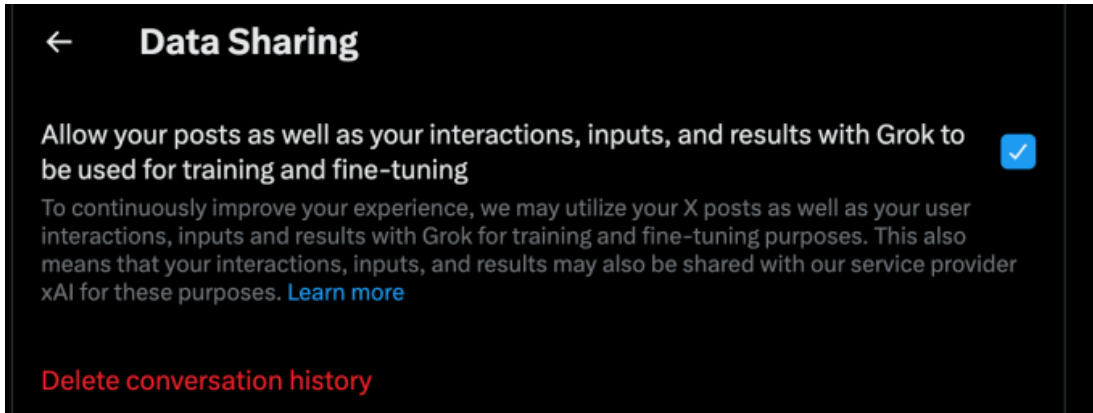 Data Sharing
Allow your posts as well as your interactions, inputs, and results with Grok to
be used for training and fine-tuning
To continuously improve your experience, we may utilize your X posts as well as your user
interactions, inputs and results with Grok for training and fine-tuning purposes. This also
means that your interactions, inputs, and results may also be shared with our service provider
xAI for these purposes. Learn more
Delete conversation history